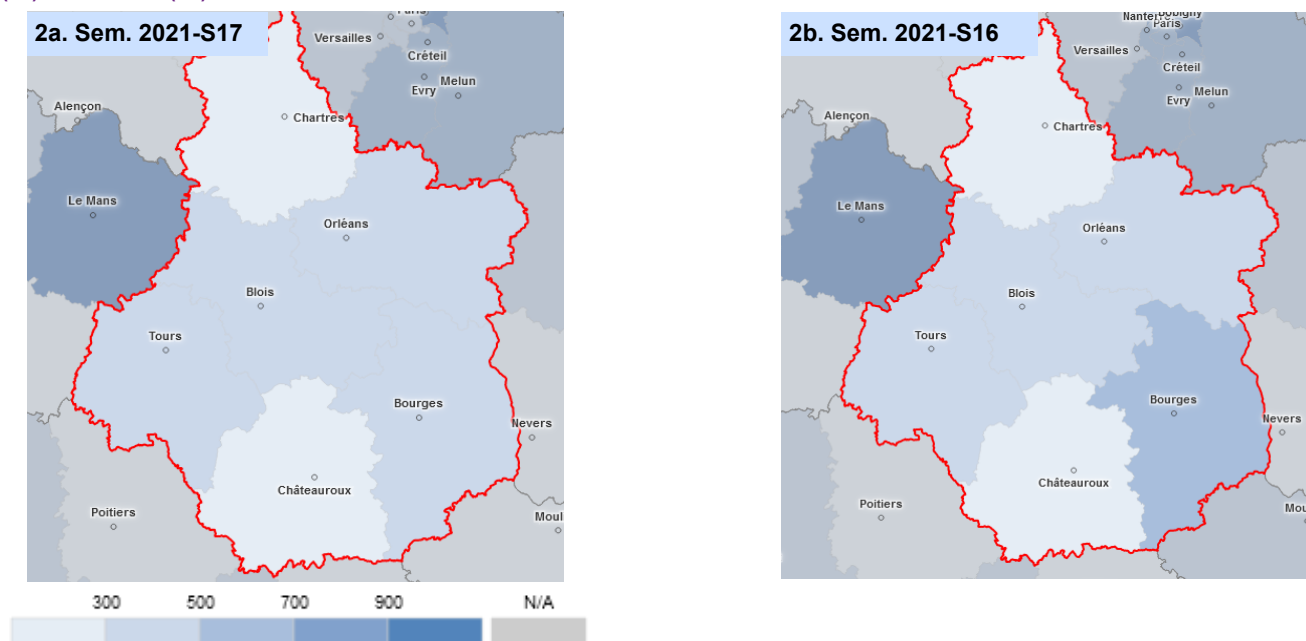 2a. Sem. 2021-S17
Versailles
Créteil
Evry
Melun
Alençon
Chartres
Le Mans
Orléans
Blois
Tours
Bourges
Nevers
Châteauroux
Poitiers
Moul
300 500 700 900 N/A
2b. Sem. 2021-S16
Paris
Versailles
Créteil
Evry
Melun
Alençon
Chartres
Le Mans
Orléans
Blois
Tours
Bourges
Nevers
Châteauroux
Poitiers
Mou